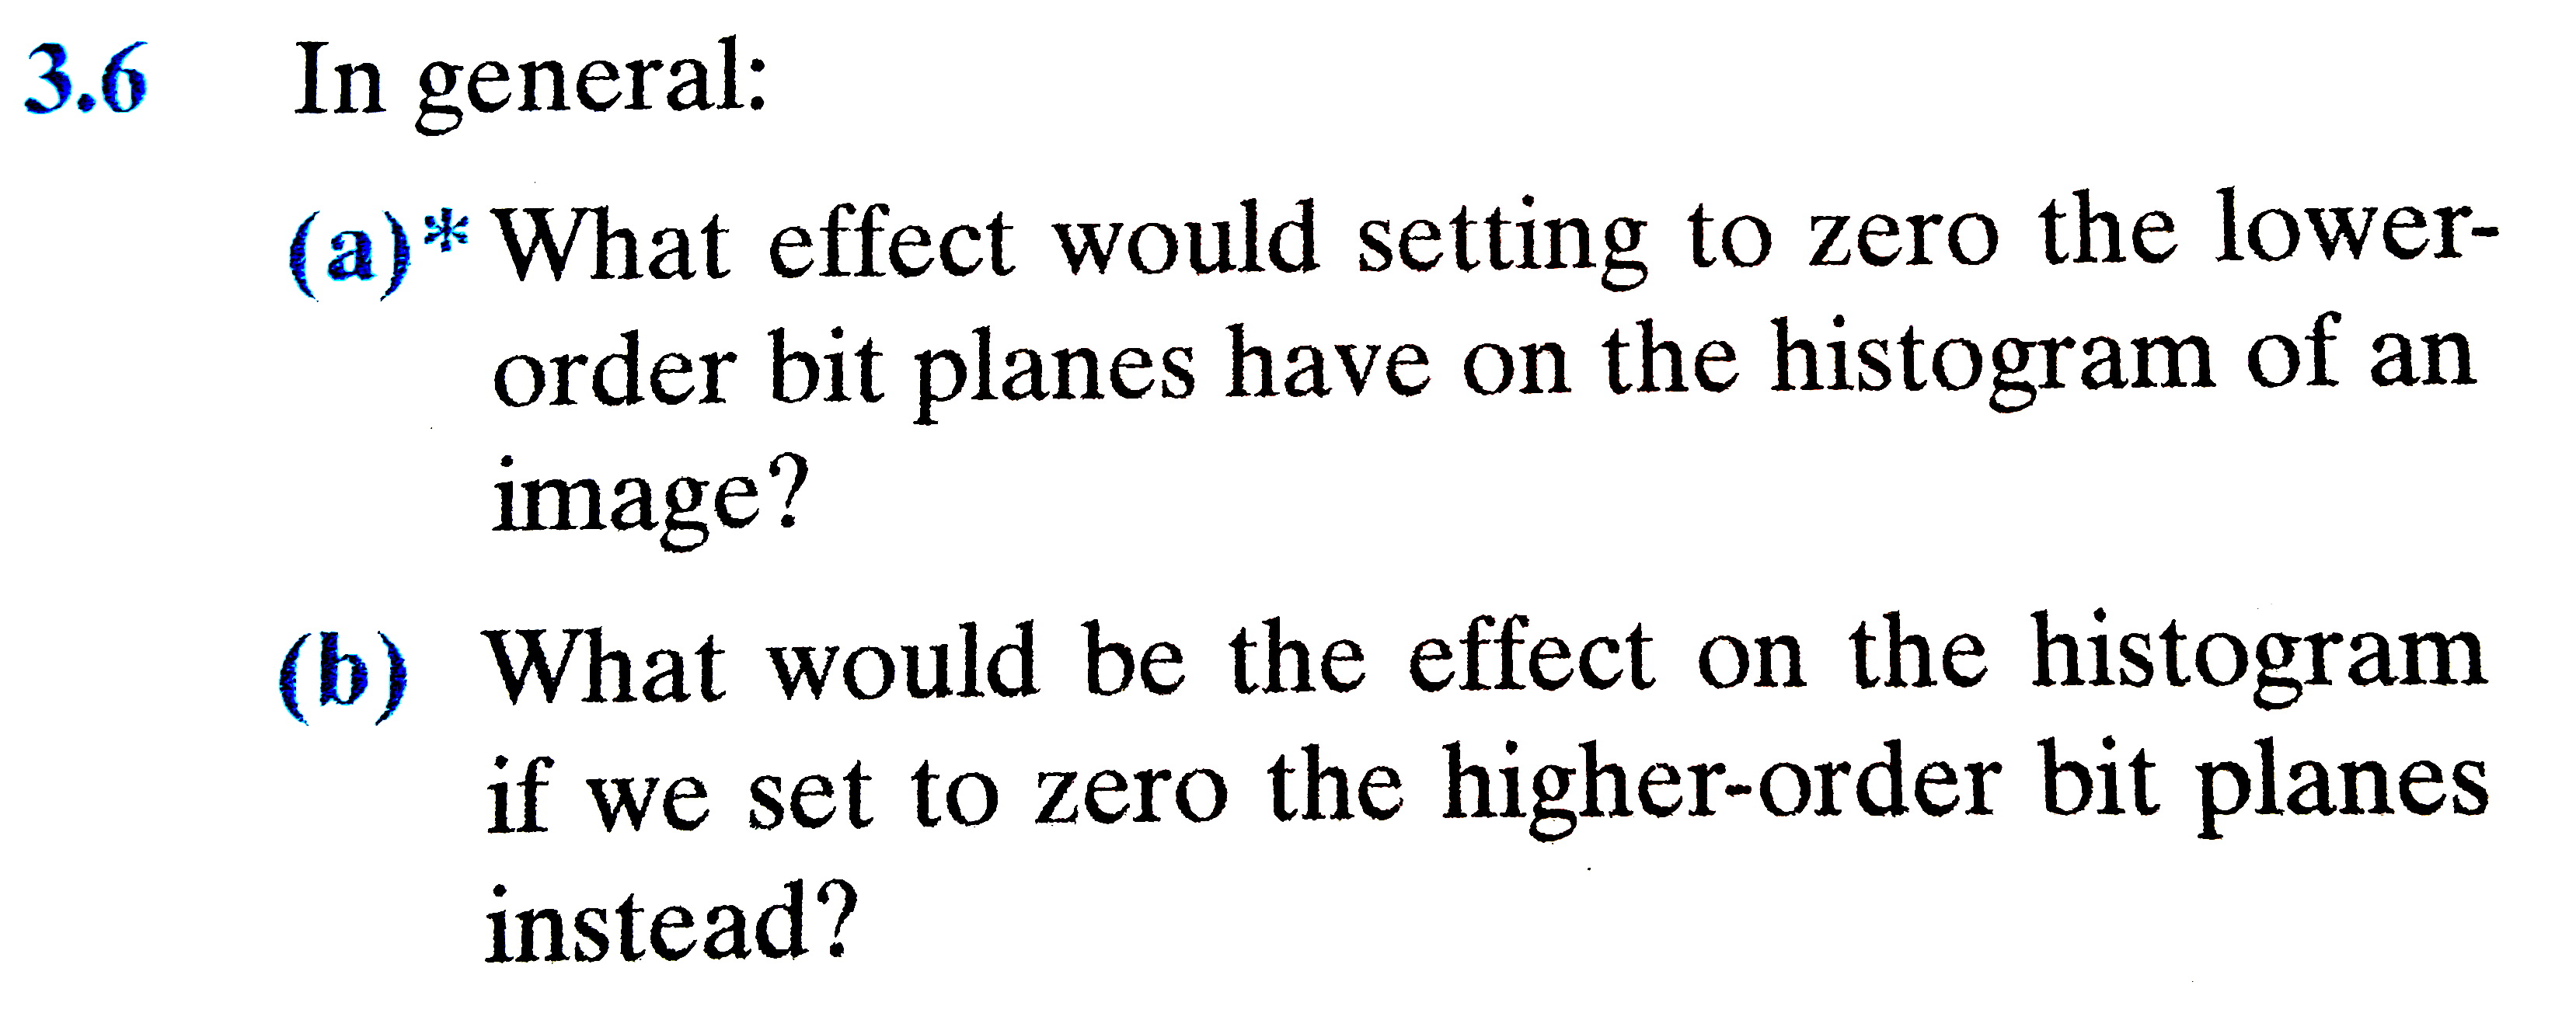 3.6 In general:
(a)* What effect would setting to zero the lower-
order bit planes have on the histogram of an
image?
(b) What would be the effect on the histogram
if we set to zero the higher-order bit planes
instead?